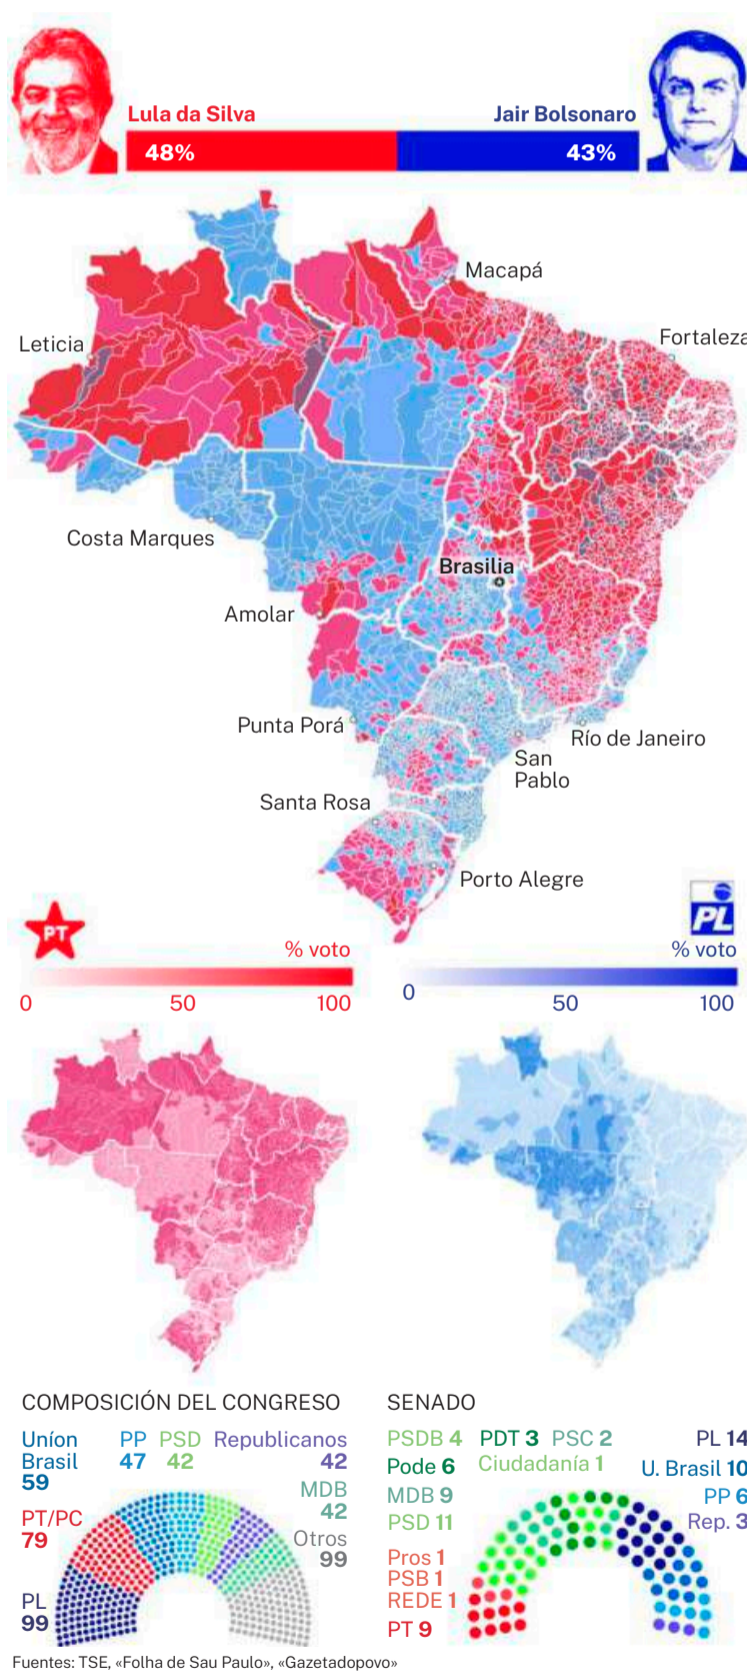 Lula da Silva
Jair Bolsonaro
48%
43%
Macapá
Leticia
Fortaleza
Costa Marques
Brasilia
Amolar
Punta Porá
Río de Janeiro
San
Pablo
Santa Rosa
Porto Alegre
PT
PL
% voto
% voto
0 50 100
0 50 100
COMPOSICIÓN DEL CONGRESO
Uníon
Brasil
59
PP
47
PSD
42
Republicanos
42
MDB
42
PT/PC
79
Otros
99
PL
99
SENADO
PSDB 4 PDT 3 PSC 2 PL 14
Pode 6 Ciudadanía 1 U. Brasil 10
MDB 9 PP 6
PSD 11 Rep. 3
Pros 1
PSB 1
REDE 1
PT 9
Fuentes: TSE, «Folha de Sau Paulo», «Gazetadopovo»